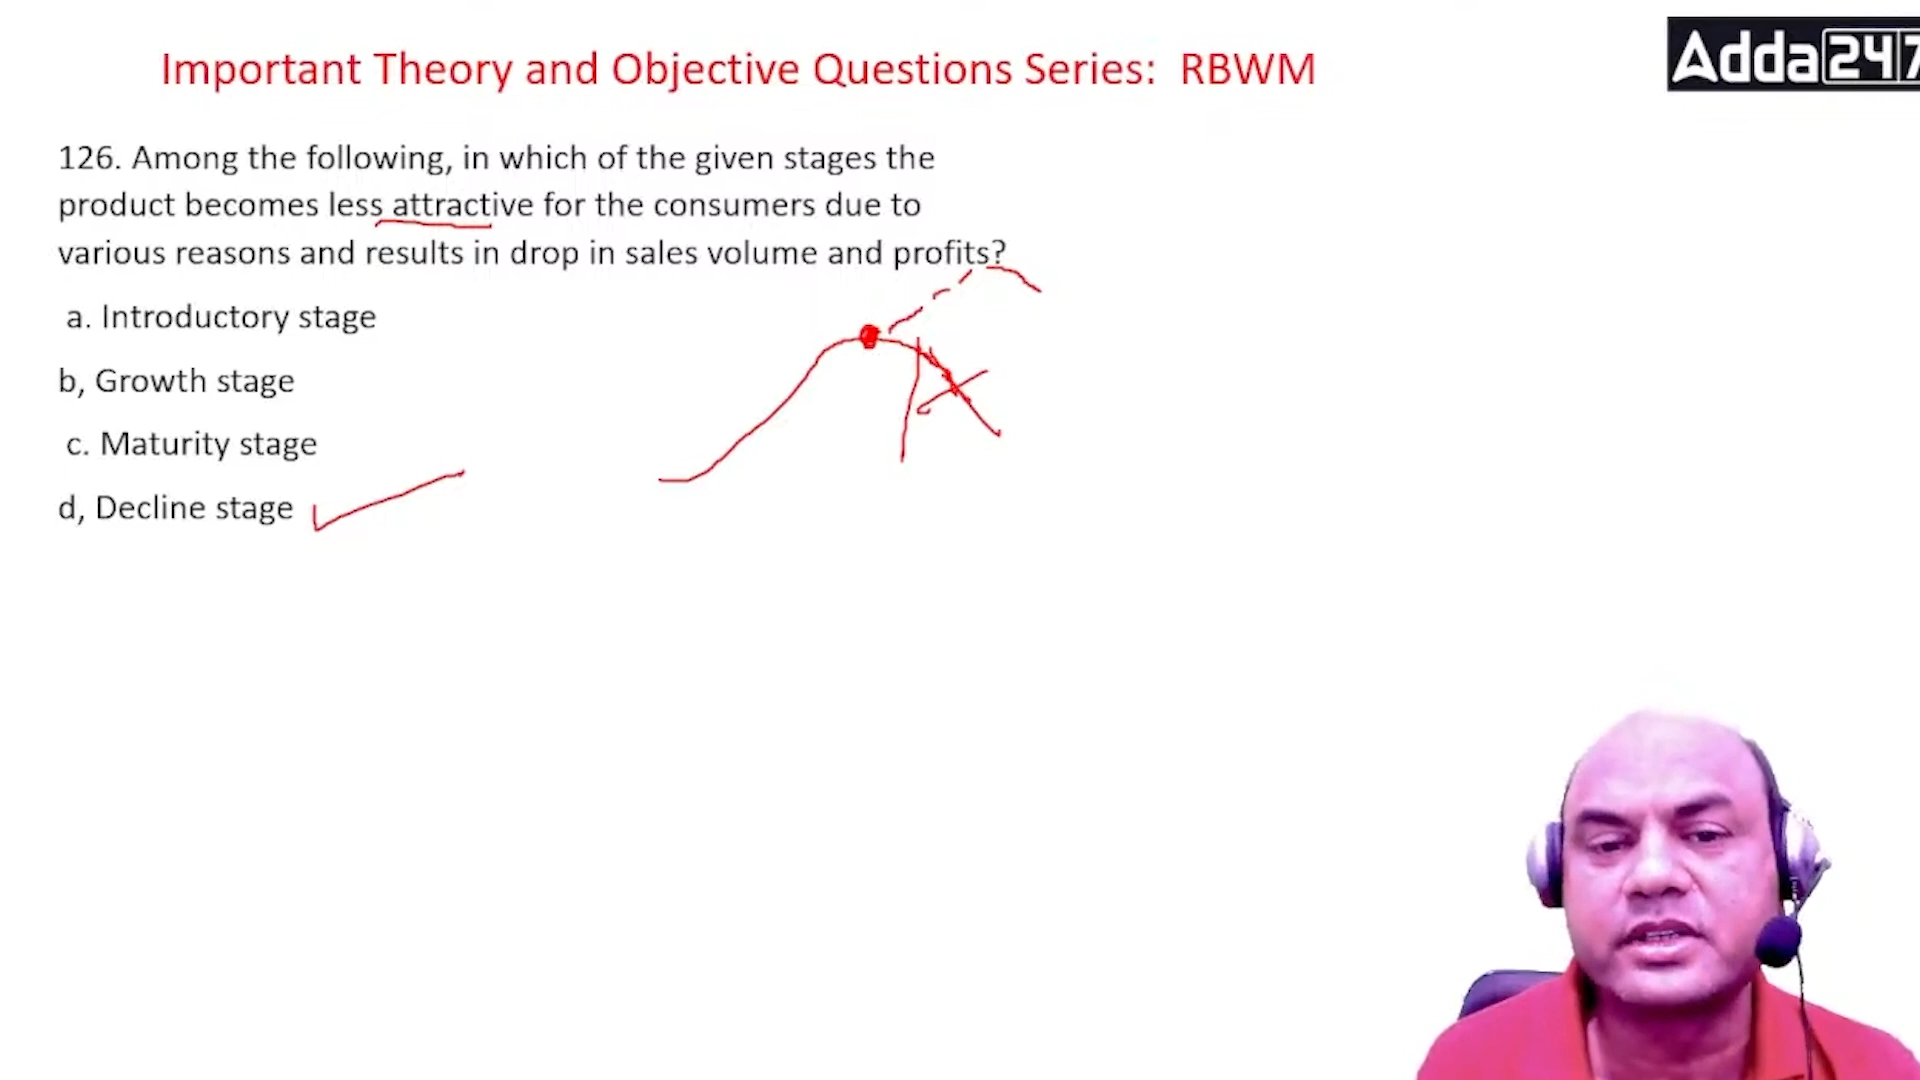 Important Theory and Objective Questions Series: RBWM
Adda247
126. Among the following, in which of the given stages the
product becomes less attractive for the consumers due to
various reasons and results in drop in sales volume and profits?
a. Introductory stage
b, Growth stage
c. Maturity stage
d, Decline stage